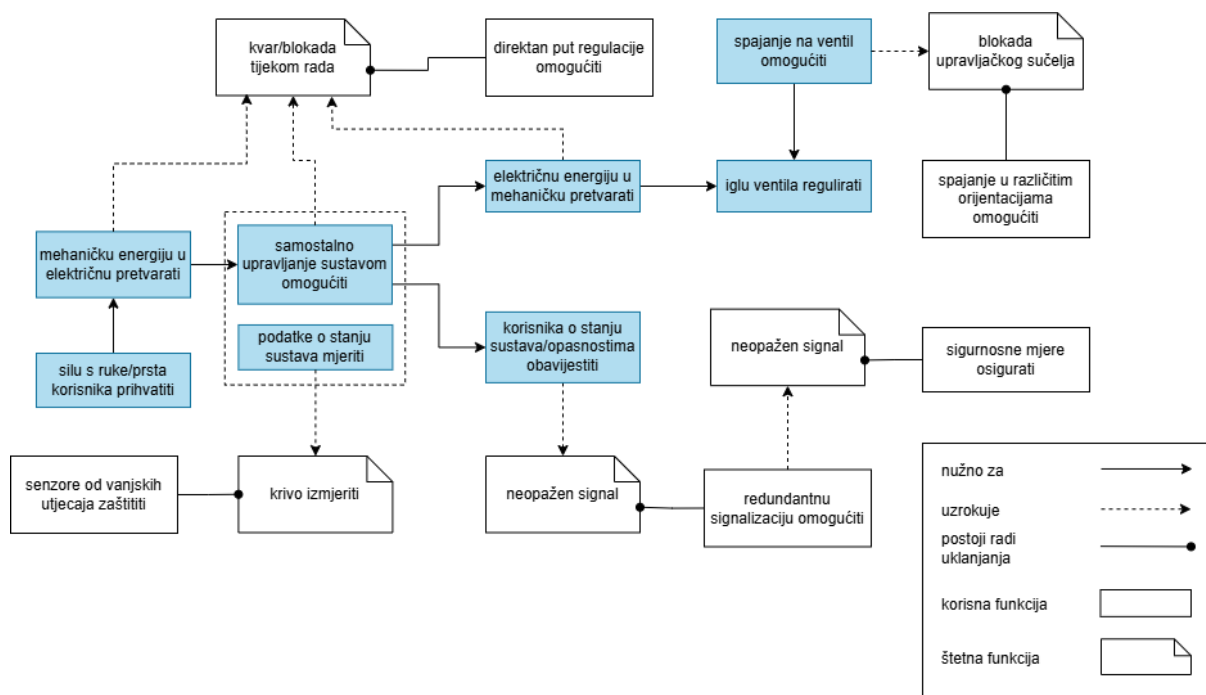 kvar/blokada
tijekom rada
direktan put regulacije
omogućiti
spajanje na ventil
omogućiti
blokada
upravljačkog sučelja
električnu energiju u
mehaničku pretvarati
iglu ventila regulirati
spajanje u različitim
orijentacijama
omogućiti
mehaničku energiju u
električnu pretvarati
samostalno
upravljanje sustavom
omogućiti
podatke o stanju
sustava mjeriti
korisnika o stanju
sustava/opasnostima
obavijestiti
neopažen signal
sigurnosne mjere
osigurati
silu s ruke/prsta
korisnika prihvatiti
senzore od vanjskih
utjecaja zaštititi
krivo izmjeriti
neopažen signal
redundantnu
signalizaciju omogućiti
nužno za
uzrokuje
postoji radi
uklanjanja
korisna funkcija
štetna funkcija